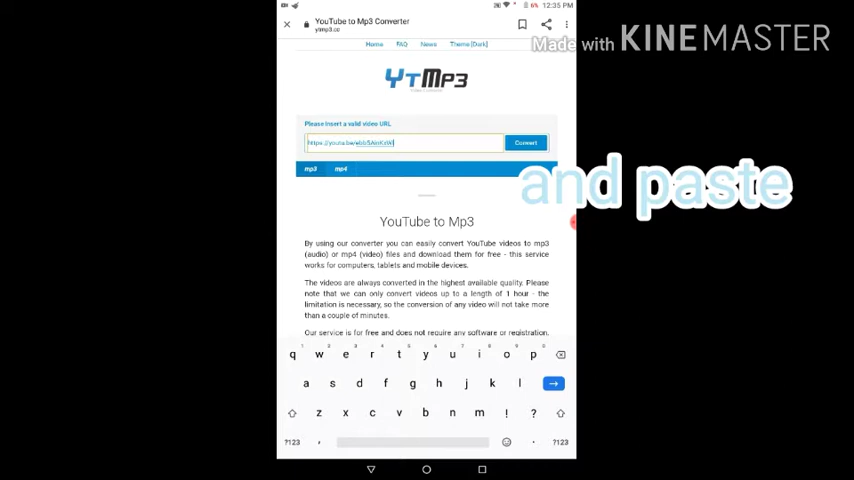 6% 12:35 PM
YouTube to Mp3 Converter
ytmp3.cc
Made with KINEMASTER
Home FAQ News Theme [Dark]
YTMP3
Please insert a valid video URL
Convert
mp3 mp4
and paste
YouTube to Mp3
By using our converter you can easily convert YouTube videos to mp3
(audio) or mp4 (video) files and download them for free - this service
works for computers, tablets and mobile devices.
The videos are always converted in the highest available quality. Please
note that we can only convert videos up to a length of 1 hour - the
limitation is necessary, so the conversion of any video will not take more
than a couple of minutes.
Our service is for free and does not require any software or registration.
q w e r t y u i o p
a s d f g h j k l
z x c v b n m ! ?
?123 , . ?123